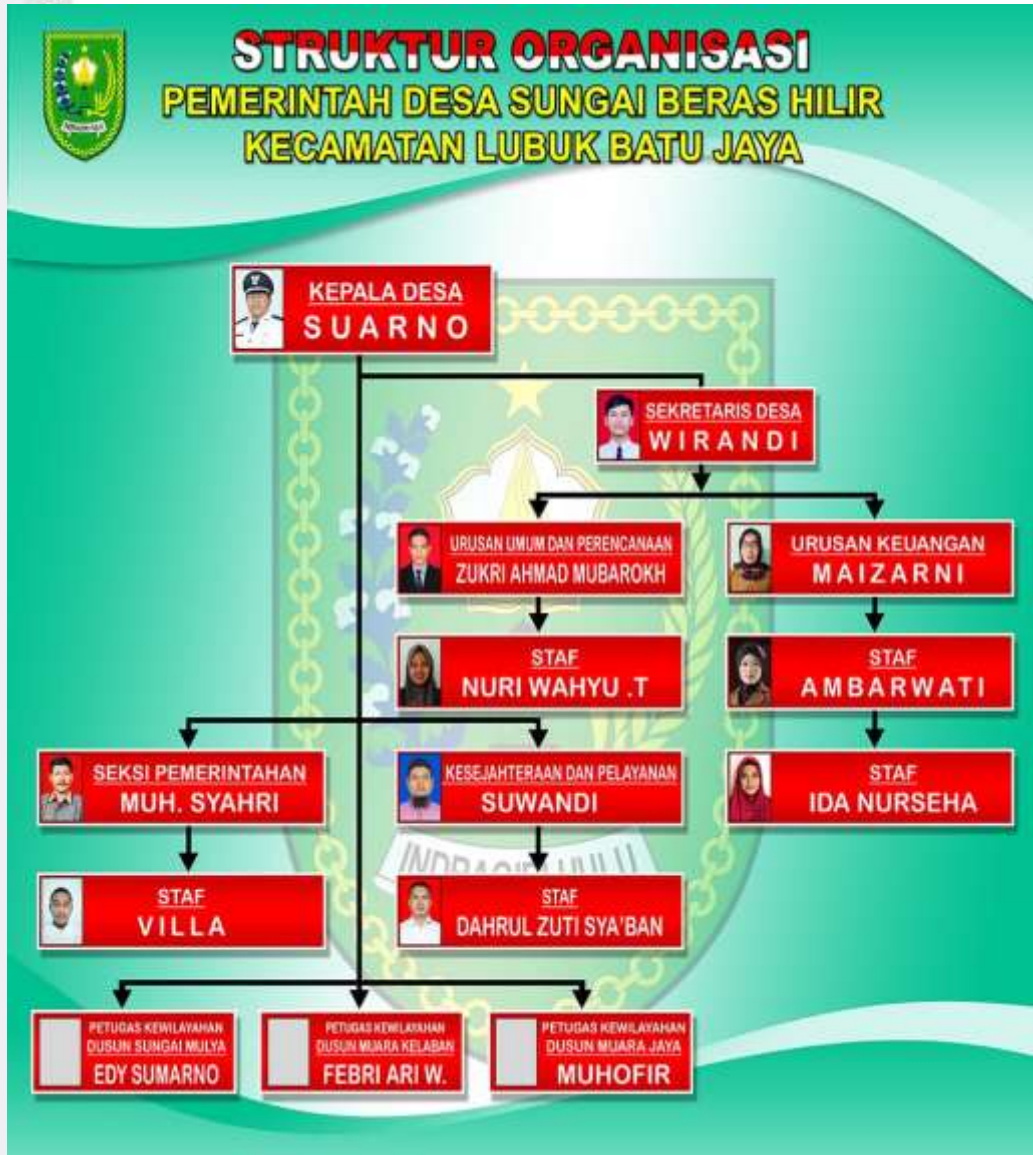 STRUKTUR ORGANISASI
PEMERINTAH DESA SUNGAI BERAS HILIR
KECAMATAN LUBUK BATU JAYA
KEPALA DESA
SUARNO
SEKRETARIS DESA
WIRANDI
URUSAN UMUM DAN PERENCANAAN
ZUKRI AHMAD MUBAROKH
URUSAN KEUANGAN
MAIZARNI
STAF
NURI WAHYU .T
STAF
AMBARWATI
SEKSI PEMERINTAHAN
MUH. SYAHRI
KESEJAHTERAAN DAN PELAYANAN
SUWANDI
STAF
IDA NURSEHA
INDRAGIRI HULU
STAF
VILLA
STAF
DAHRUL ZUTI SYA'BAN
PETUGAS KEWILAYAHAN
DUSUN SUNGAI MULYA
EDY SUMARNO
PETUGAS KEWILAYAHAN
DUSUN MUARA KELABAN
FEBRI ARI W.
PETUGAS KEWILAYAHAN
DUSUN MUARA JAYA
MUHOFIR